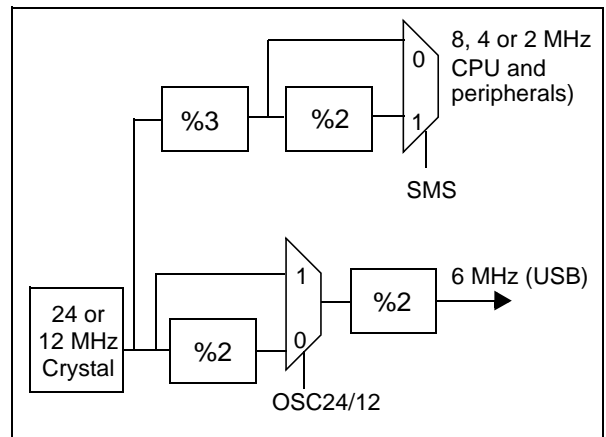 8, 4 or 2 MHz
CPU and
peripherals)
0
%3
%2
1
SMS
24 or
12 MHz
Crystal
1
%2
0
%2
6 MHz (USB)
OSC24/12